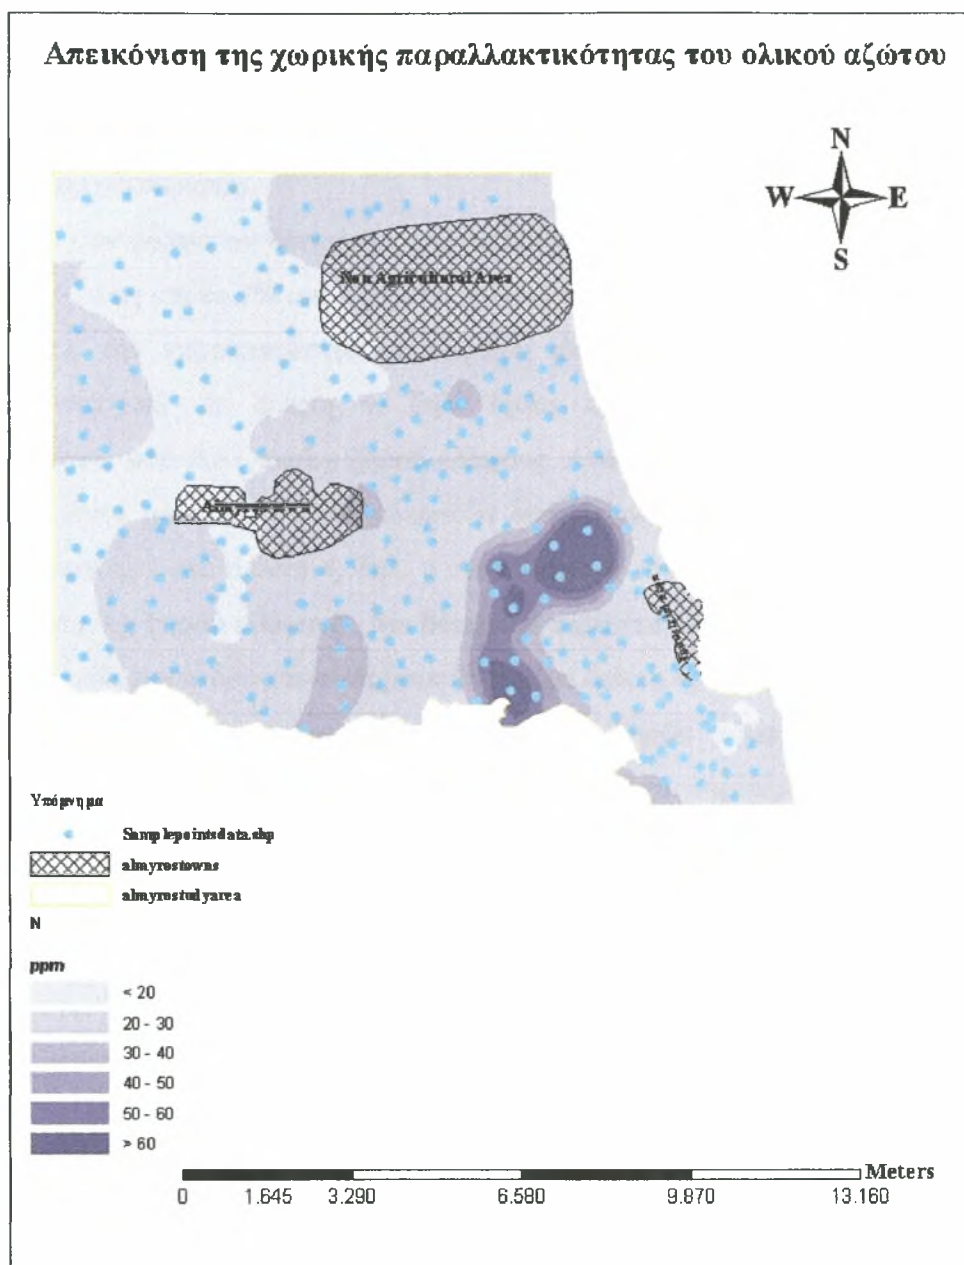 Απεικόνιση της χωρικής παραλλακτικότητας του ολικού αζώτου
N
W E
S
Non Agricultural Area
Υπόμνημα
Samplepointsdata.shp
almyrostowns
almyrostudyarea
N
ppm
< 20
20 - 30
30 - 40
40 - 50
50 - 60
> 60
Meters
0 1.645 3.290 6.580 9.870 13.160